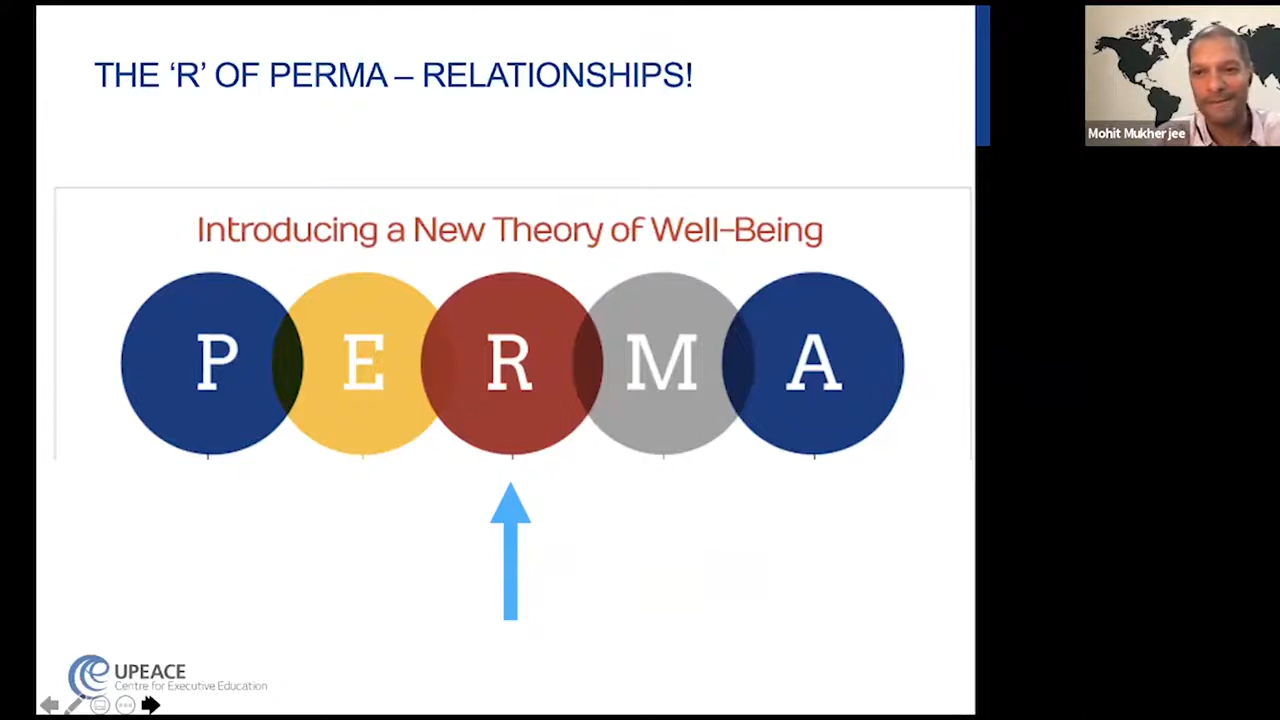 THE ‘R’ OF PERMA – RELATIONSHIPS!
Mohit Mukherjee
Introducing a New Theory of Well-Being
P E R M A
UPEACE
Centre for Executive Education